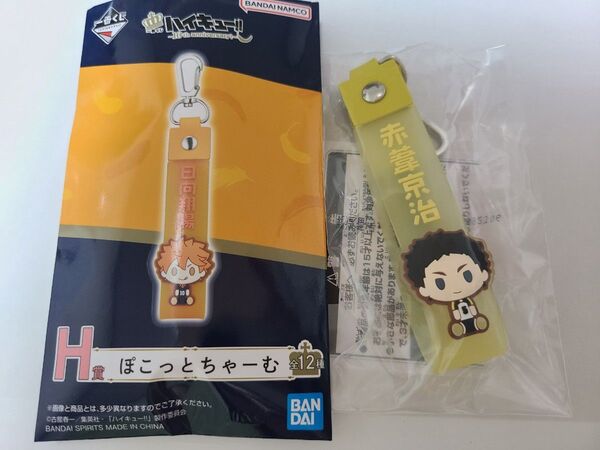 一番くじ
ハイキュー!!
~10th anniversary!~
BANDAI NAMCO
日向翔陽
H賞
ぽこっとちゃーむ
全12種
※画像と商品とは、多少異なりますのでご了承ください。
©古舘春一/集英社・「ハイキュー!!」製作委員会
BANDAI SPIRITS MADE IN CHINA
BAN
DAI
赤葦京治